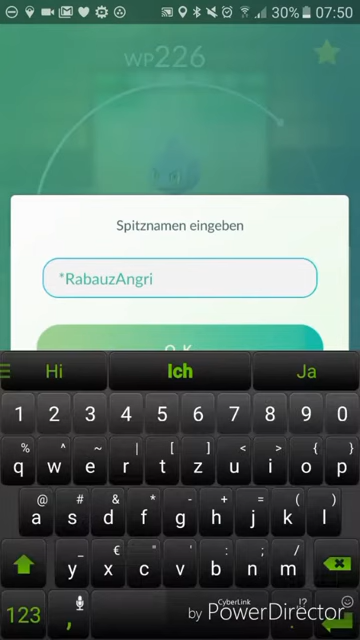 30% 07:50
WP226
Spitznamen eingeben
*RabauzAngri
OK
Hi Ich Ja
1 2 3 4 5 6 7 8 9 0
% ^ ~ | [ ] < > { }
q w e r t z u i o p
@ # & * - + = ( )
a s d f g h j k l
_ € " ' : ; /
y x c v b n m
123 , . !?
CyberLink
by PowerDirector